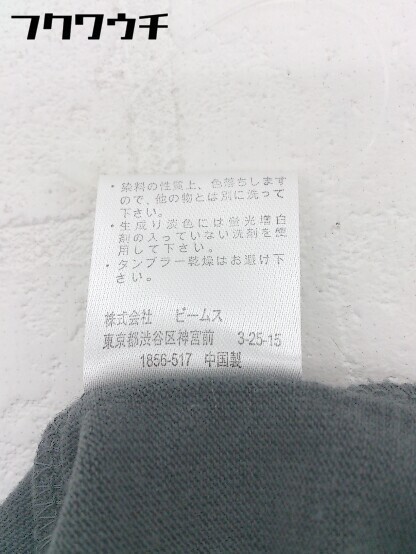 フクワウチ
・染料の性質上、色落ちします
ので、他の物とは別に洗って
下さい。
・生成り淡色には蛍光増白
剤の入っていない洗剤を使
用して下さい。
・タンブラー乾燥はお避け下
さい。
株式会社 ビームス
東京都渋谷区神宮前 3-25-15
1856-517 中国製